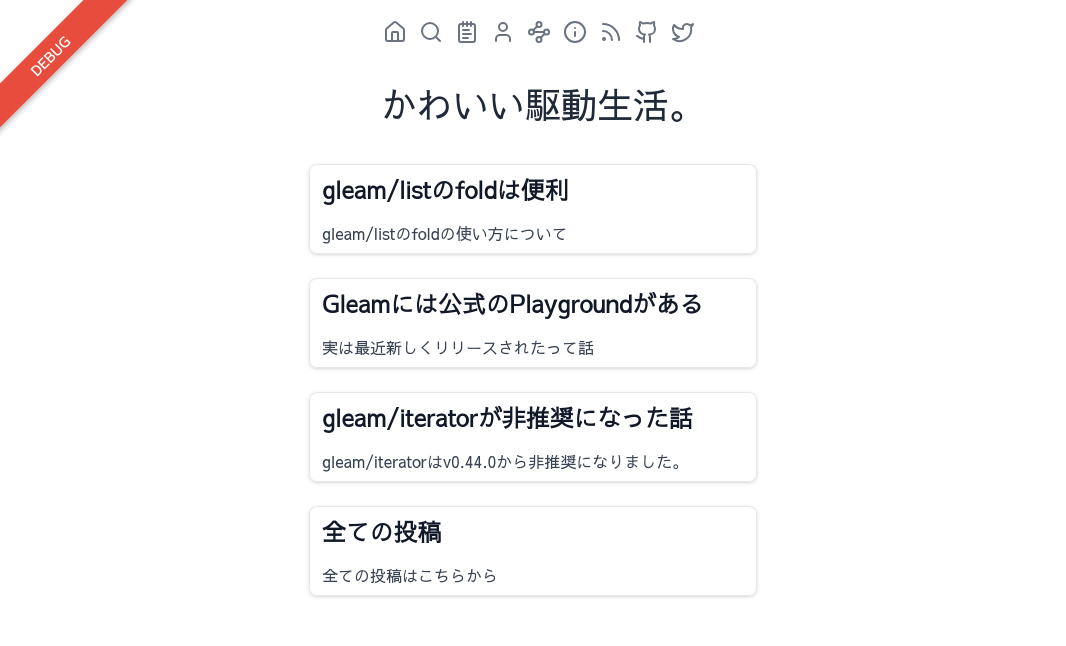 DEBUG
かわいい駆動生活。
gleam/listのfoldは便利
gleam/listのfoldの使い方について
Gleamには公式のPlaygroundがある
実は最近新しくリリースされたって話
gleam/iteratorが非推奨になった話
gleam/iteratorはv0.44.0から非推奨になりました。
全ての投稿
全ての投稿はこちらから